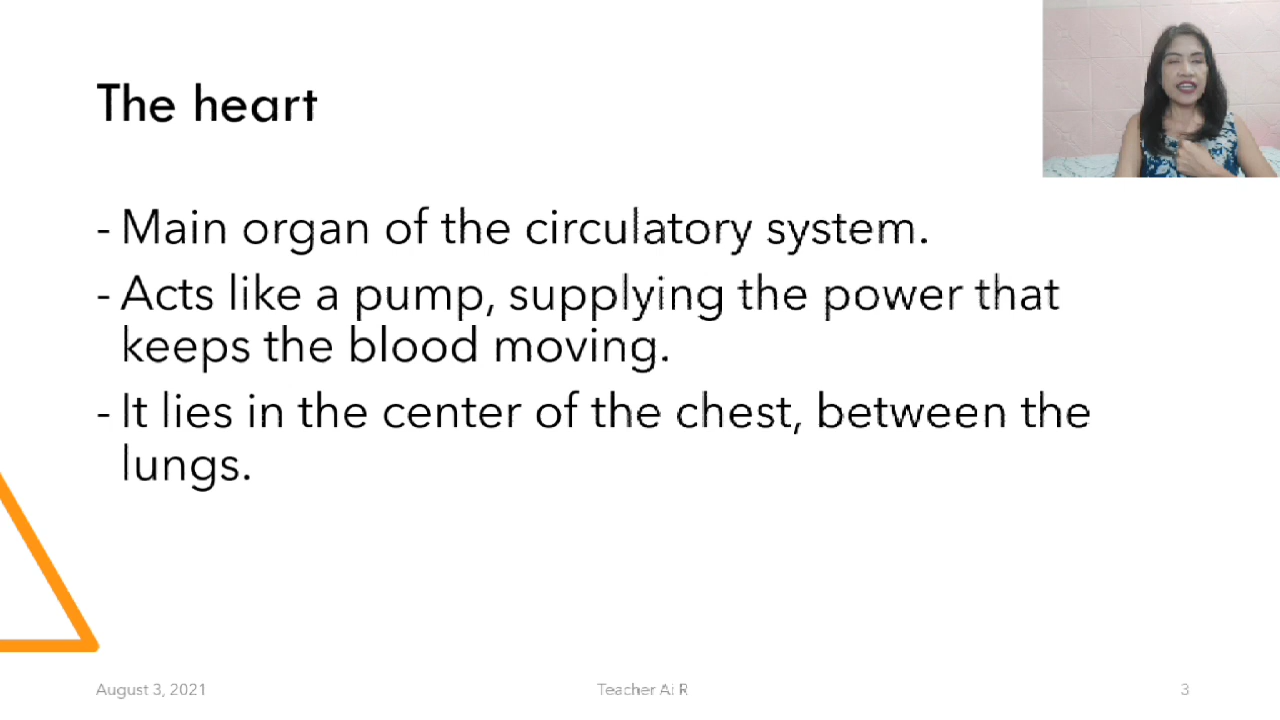 The heart
- Main organ of the circulatory system.
- Acts like a pump, supplying the power that
keeps the blood moving.
- It lies in the center of the chest, between the
lungs.
August 3, 2021
Teacher Ai R
3